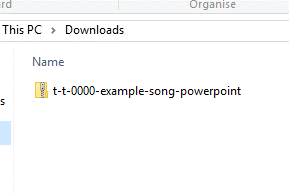 Organise
This PC > Downloads
Name
t-t-0000-example-song-powerpoint